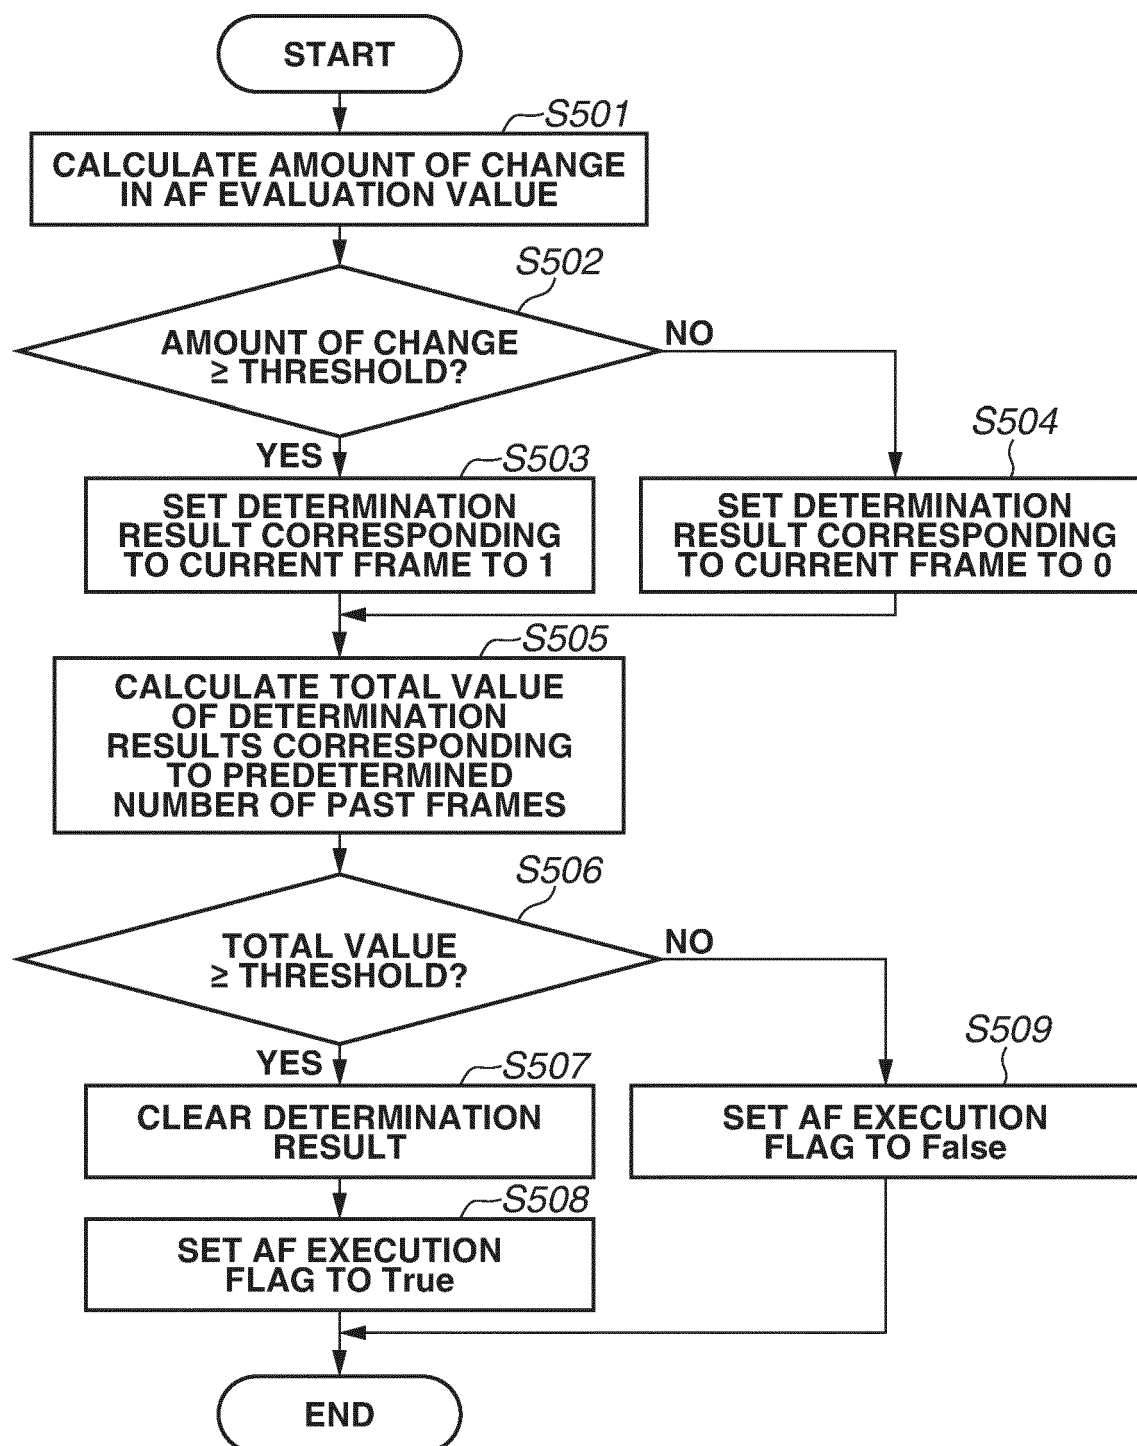 START
S501
CALCULATE AMOUNT OF CHANGE
IN AF EVALUATION VALUE
S502
AMOUNT OF CHANGE
≥ THRESHOLD?
NO
YES
S503
SET DETERMINATION
RESULT CORRESPONDING
TO CURRENT FRAME TO 1
S504
SET DETERMINATION
RESULT CORRESPONDING
TO CURRENT FRAME TO 0
S505
CALCULATE TOTAL VALUE
OF DETERMINATION
RESULTS CORRESPONDING
TO PREDETERMINED
NUMBER OF PAST FRAMES
S506
TOTAL VALUE
≥ THRESHOLD?
NO
YES
S507
CLEAR DETERMINATION
RESULT
S509
SET AF EXECUTION
FLAG TO False
S508
SET AF EXECUTION
FLAG TO True
END